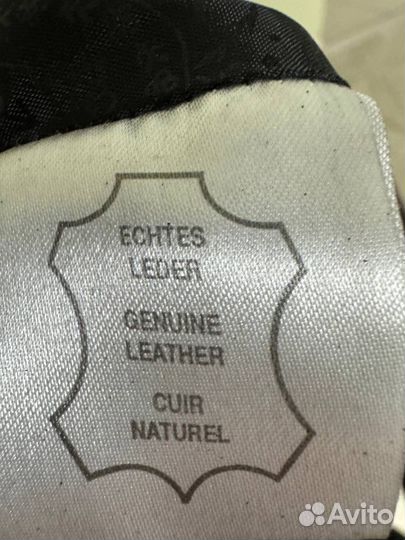 ECHTES
LEDER
GENUINE
LEATHER
CUIR
NATUREL
Avito